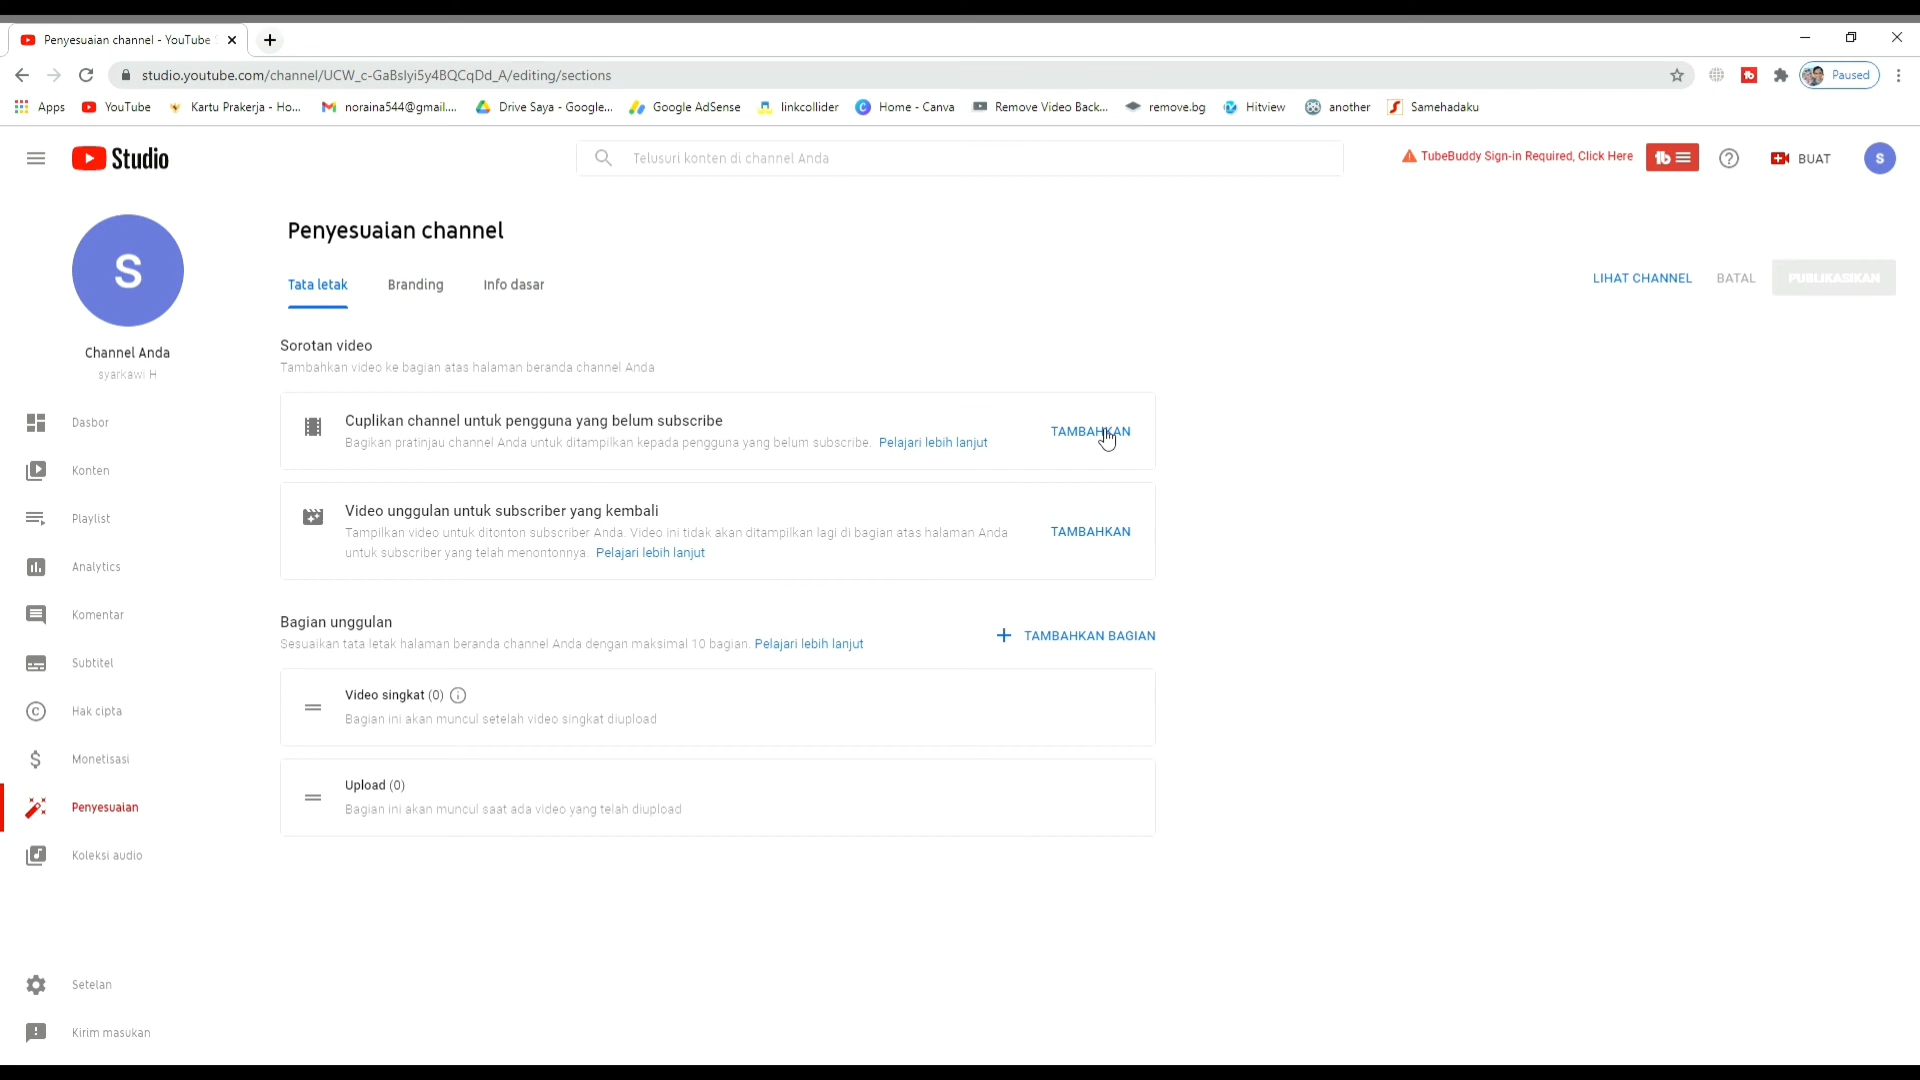 Penyesuaian channel - YouTube S
studio.youtube.com/channel/UCW_c-GaBslyi5y4BQCqDd_A/editing/sections
Paused
Apps YouTube Kartu Prakerja - Ho... noraina544@gmail.... Drive Saya - Google... Google AdSense linkcollider Home - Canva Remove Video Back... remove.bg Hitview another Samehadaku
Studio
Telusuri konten di channel Anda
TubeBuddy Sign-in Required, Click Here
BUAT
S
S
Channel Anda
syarkawi H
Dasbor
Konten
Playlist
Analytics
Komentar
Subtitel
Hak cipta
Monetisasi
Penyesuaian
Koleksi audio
Setelan
Kirim masukan
Penyesuaian channel
Tata letak Branding Info dasar
LIHAT CHANNEL BATAL PUBLIKASIKAN
Sorotan video
Tambahkan video ke bagian atas halaman beranda channel Anda
Cuplikan channel untuk pengguna yang belum subscribe
Bagikan pratinjau channel Anda untuk ditampilkan kepada pengguna yang belum subscribe. Pelajari lebih lanjut
TAMBAHKAN
Video unggulan untuk subscriber yang kembali
Tampilkan video untuk ditonton subscriber Anda. Video ini tidak akan ditampilkan lagi di bagian atas halaman Anda
untuk subscriber yang telah menontonnya. Pelajari lebih lanjut
TAMBAHKAN
Bagian unggulan
Sesuaikan tata letak halaman beranda channel Anda dengan maksimal 10 bagian. Pelajari lebih lanjut
TAMBAHKAN BAGIAN
Video singkat (0)
Bagian ini akan muncul setelah video singkat diupload
Upload (0)
Bagian ini akan muncul saat ada video yang telah diupload